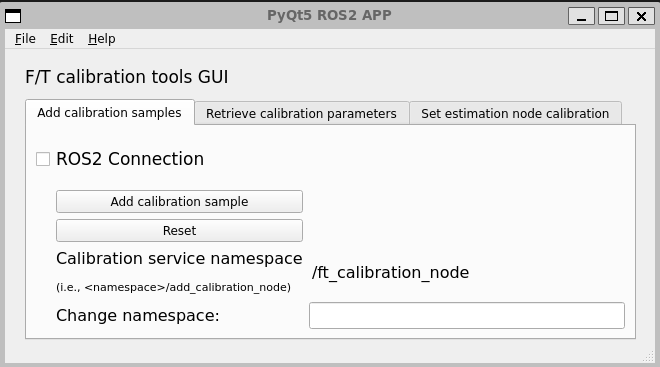 PyQt5 ROS2 APP
File Edit Help
F/T calibration tools GUI
Add calibration samples Retrieve calibration parameters Set estimation node calibration
ROS2 Connection
Add calibration sample
Reset
Calibration service namespace
/ft_calibration_node
(i.e., <namespace>/add_calibration_node)
Change namespace: